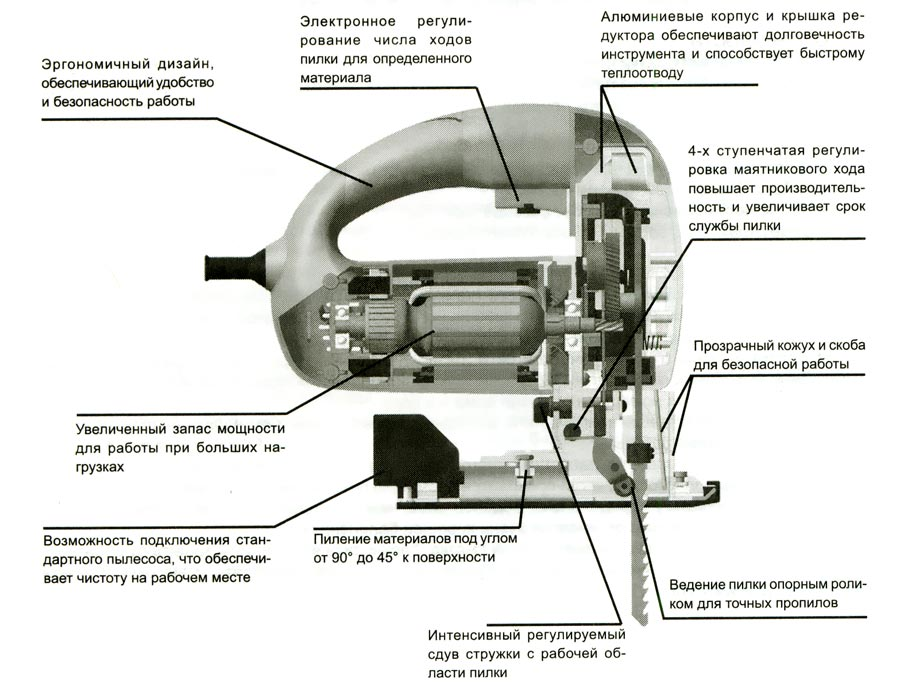 Электронное регули-
рование числа ходов
пилки для определенного
материала
Алюминиевые корпус и крышка ре-
дуктора обеспечивают долговечность
инструмента и способствует быстрому
теплоотводу
Эргономичный дизайн,
обеспечивающий удобство
и безопасность работы
4-х ступенчатая регули-
ровка маятникового хода
повышает производитель-
ность и увеличивает срок
службы пилки
Прозрачный кожух и скоба
для безопасной работы
Увеличенный запас мощности
для работы при больших на-
грузках
Возможность подключения стан-
дартного пылесоса, что обеспечи-
вает чистоту на рабочем месте
Пиление материалов под углом
от 90° до 45° к поверхности
Ведение пилки опорным роли-
ком для точных пропилов
Интенсивный регулируемый
сдув стружки с рабочей об-
ласти пилки